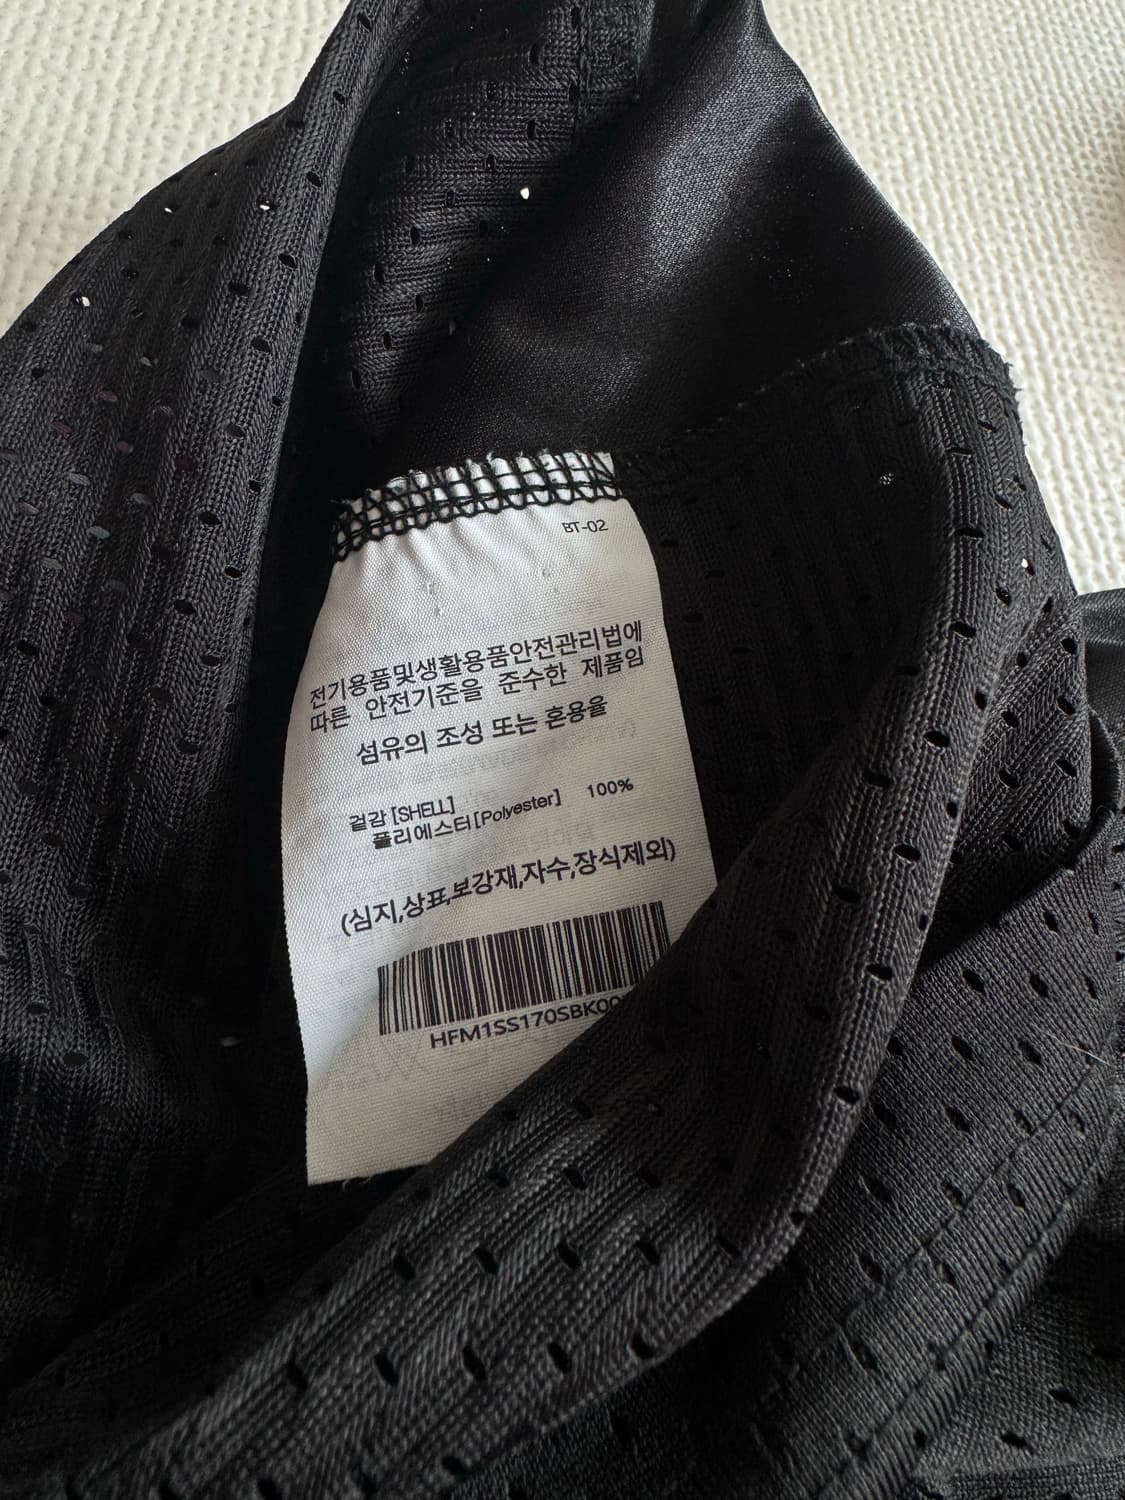 BT-02
전기용품및생활용품안전관리법에
따른 안전기준을 준수한 제품임
섬유의 조성 또는 혼용율
겉감 [SHELL]
폴리에스터 [Polyester] 100%
(심지,상표,보강재,자수,장식제외)
HFM1SS170SBK00